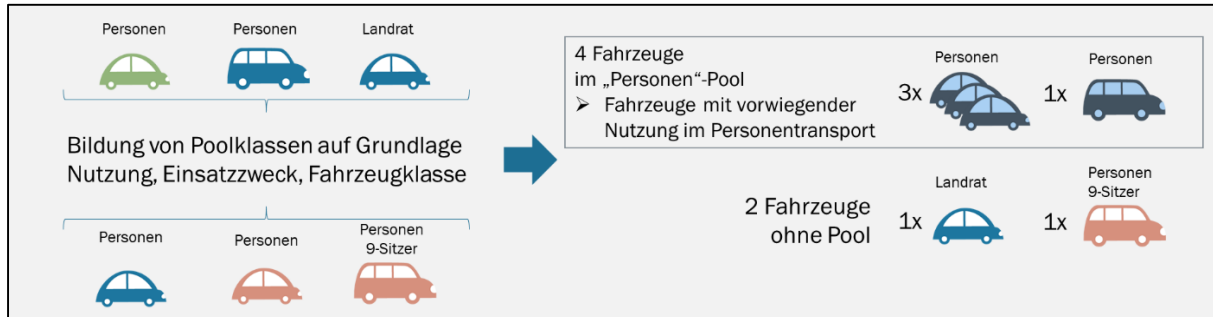 Personen
Personen
Landrat
Bildung von Poolklassen auf Grundlage
Nutzung, Einsatzzweck, Fahrzeugklasse
Personen
Personen
Personen
9-Sitzer
4 Fahrzeuge
im „Personen“-Pool
➢ Fahrzeuge mit vorwiegender
Nutzung im Personentransport
Personen
3x
Personen
1x
2 Fahrzeuge
ohne Pool
Landrat
1x
Personen
9-Sitzer
1x